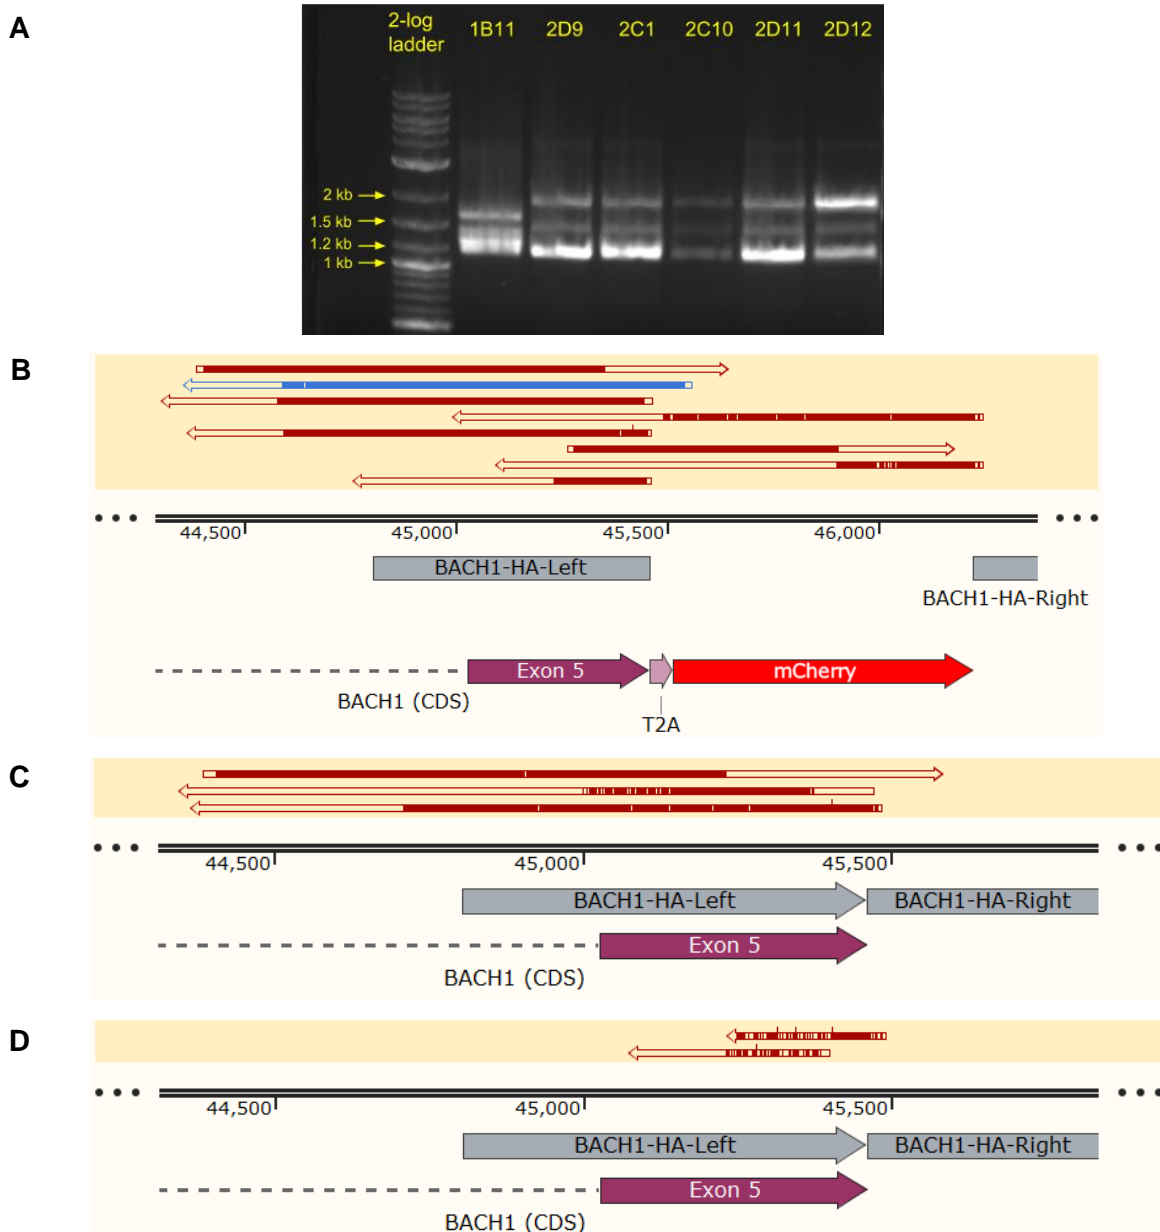 A
2-log
ladder
1B11
2D9
2C1
2C10
2D11
2D12
2 kb
1.5 kb
1.2 kb
1 kb
B
44,500
45,000
45,500
46,000
BACH1-HA-Left
BACH1-HA-Right
Exon 5
mCherry
BACH1 (CDS)
T2A
C
44,500
45,000
45,500
BACH1-HA-Left
BACH1-HA-Right
Exon 5
BACH1 (CDS)
D
44,500
45,000
45,500
BACH1-HA-Left
BACH1-HA-Right
Exon 5
BACH1 (CDS)